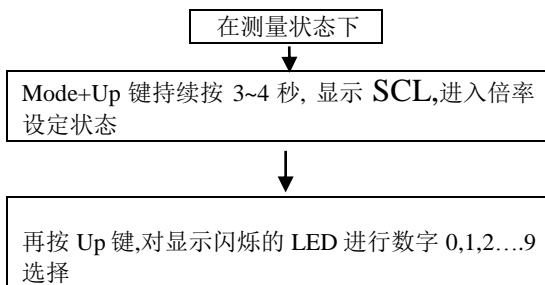 在测量状态下
Mode+Up 键持续按 3~4 秒, 显示 SCL,进入倍率
设定状态
再按 Up 键,对显示闪烁的 LED 进行数字 0,1,2….9
选择